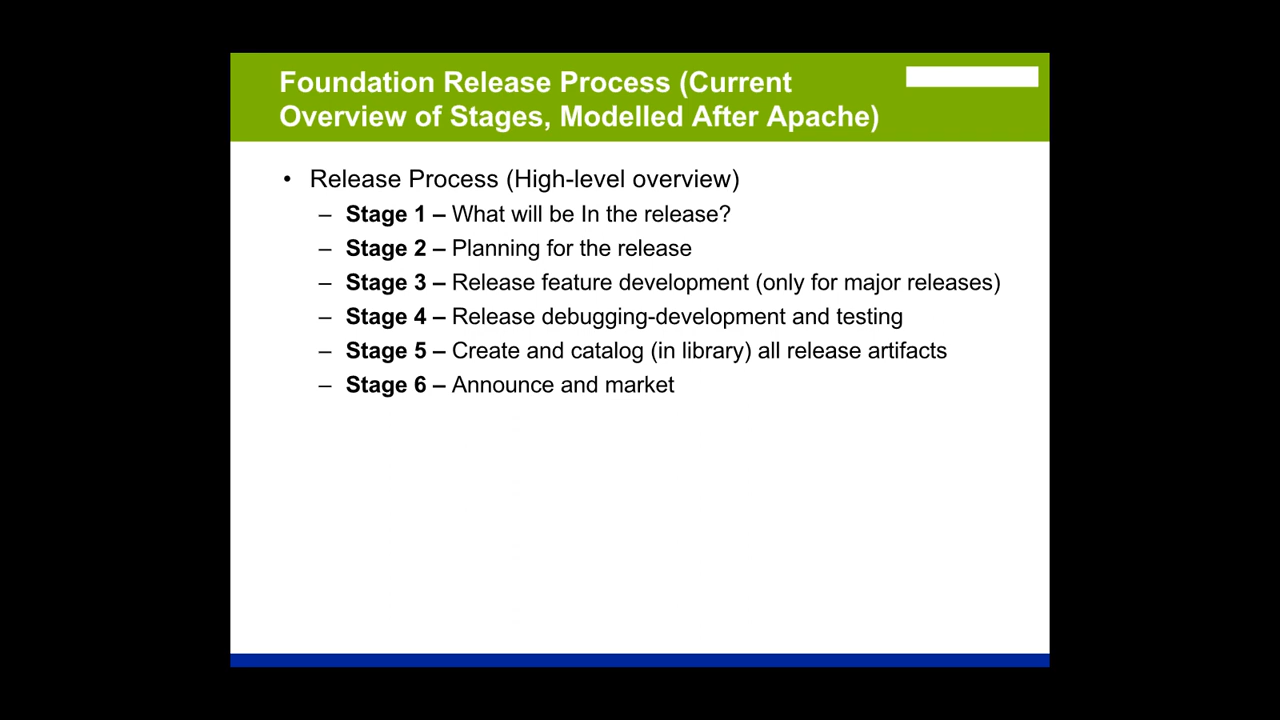 Foundation Release Process (Current
Overview of Stages, Modelled After Apache)
• Release Process (High-level overview)
– Stage 1 – What will be In the release?
– Stage 2 – Planning for the release
– Stage 3 – Release feature development (only for major releases)
– Stage 4 – Release debugging-development and testing
– Stage 5 – Create and catalog (in library) all release artifacts
– Stage 6 – Announce and market